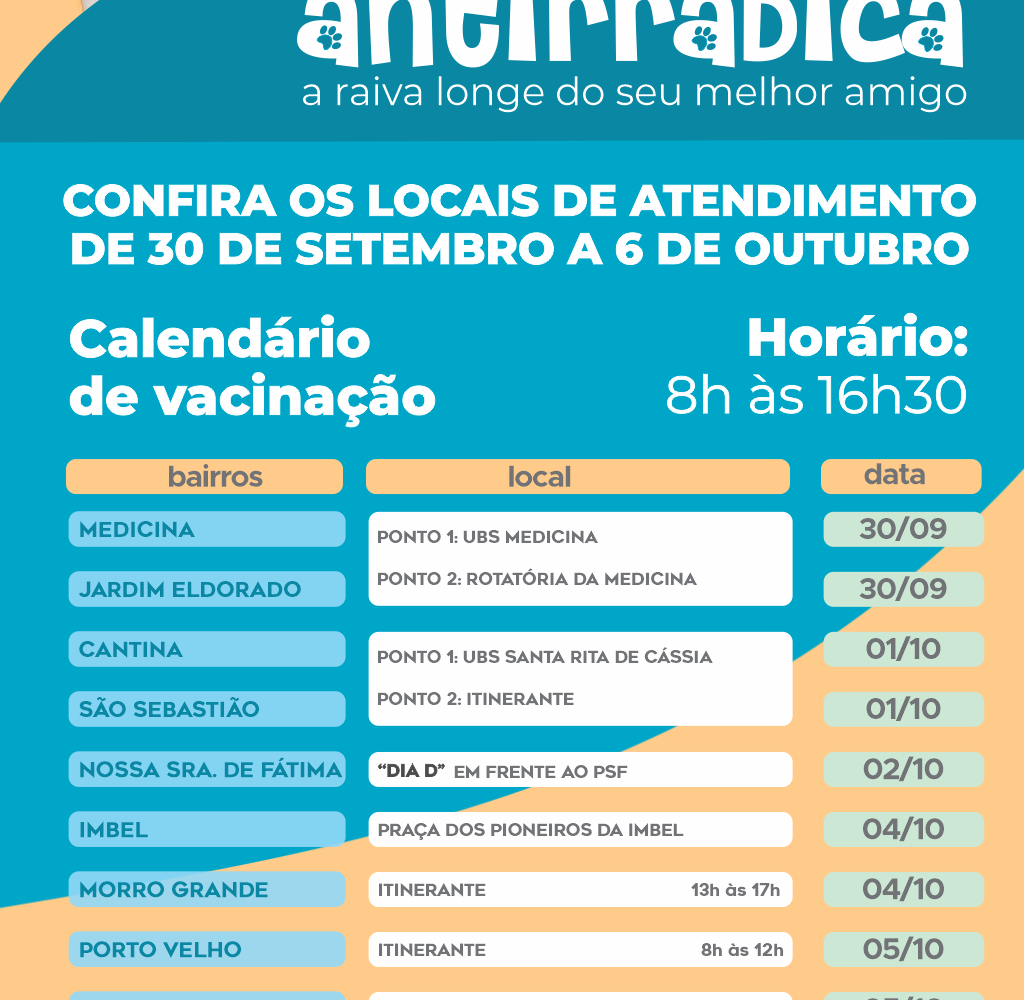 antirrábica
a raiva longe do seu melhor amigo
CONFIRA OS LOCAIS DE ATENDIMENTO
DE 30 DE SETEMBRO A 6 DE OUTUBRO
Calendário
de vacinação
Horário:
8h às 16h30
bairros local data
MEDICINA PONTO 1: UBS MEDICINA 30/09
JARDIM ELDORADO PONTO 2: ROTATÓRIA DA MEDICINA 30/09
CANTINA PONTO 1: UBS SANTA RITA DE CÁSSIA 01/10
SÃO SEBASTIÃO PONTO 2: ITINERANTE 01/10
NOSSA SRA. DE FÁTIMA “DIA D” EM FRENTE AO PSF 02/10
IMBEL PRAÇA DOS PIONEIROS DA IMBEL 04/10
MORRO GRANDE ITINERANTE 13h às 17h 04/10
PORTO VELHO ITINERANTE 8h às 12h 05/10